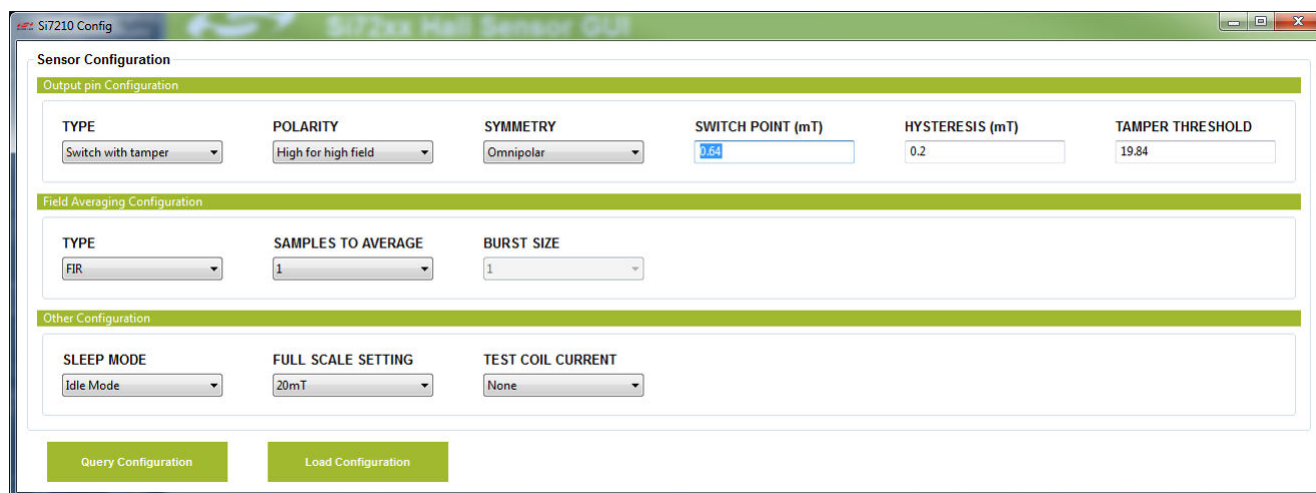 Si7210 Config
Si72xx Hall Sensor GUI
Sensor Configuration
Output pin Configuration
TYPE POLARITY SYMMETRY SWITCH POINT (mT) HYSTERESIS (mT) TAMPER THRESHOLD
Switch with tamper High for high field Omnipolar 0.64 0.2 19.84
Field Averaging Configuration
TYPE SAMPLES TO AVERAGE BURST SIZE
FIR 1 1
Other Configuration
SLEEP MODE FULL SCALE SETTING TEST COIL CURRENT
Idle Mode 20mT None
Query Configuration Load Configuration